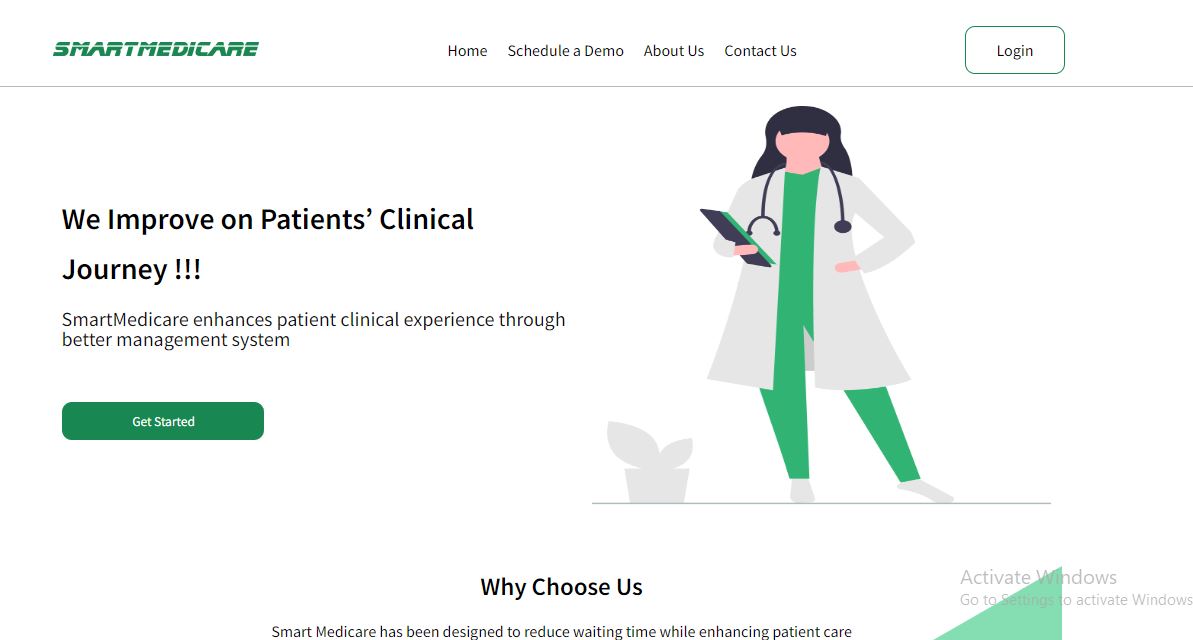 SMARTMEDICARE
Home Schedule a Demo About Us Contact Us
Login
We Improve on Patients’ Clinical
Journey !!!
SmartMedicare enhances patient clinical experience through
better management system
Get Started
Why Choose Us
Smart Medicare has been designed to reduce waiting time while enhancing patient care
Activate Windows
Go to Settings to activate Windows